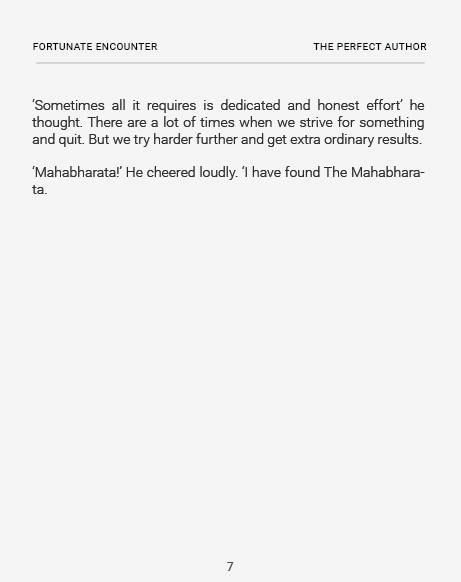 FORTUNATE ENCOUNTER THE PERFECT AUTHOR
‘Sometimes all it requires is dedicated and honest effort’ he
thought. There are a lot of times when we strive for something
and quit. But we try harder further and get extra ordinary results.
‘Mahabharata!’ He cheered loudly. ‘I have found The Mahabhara-
ta.
7